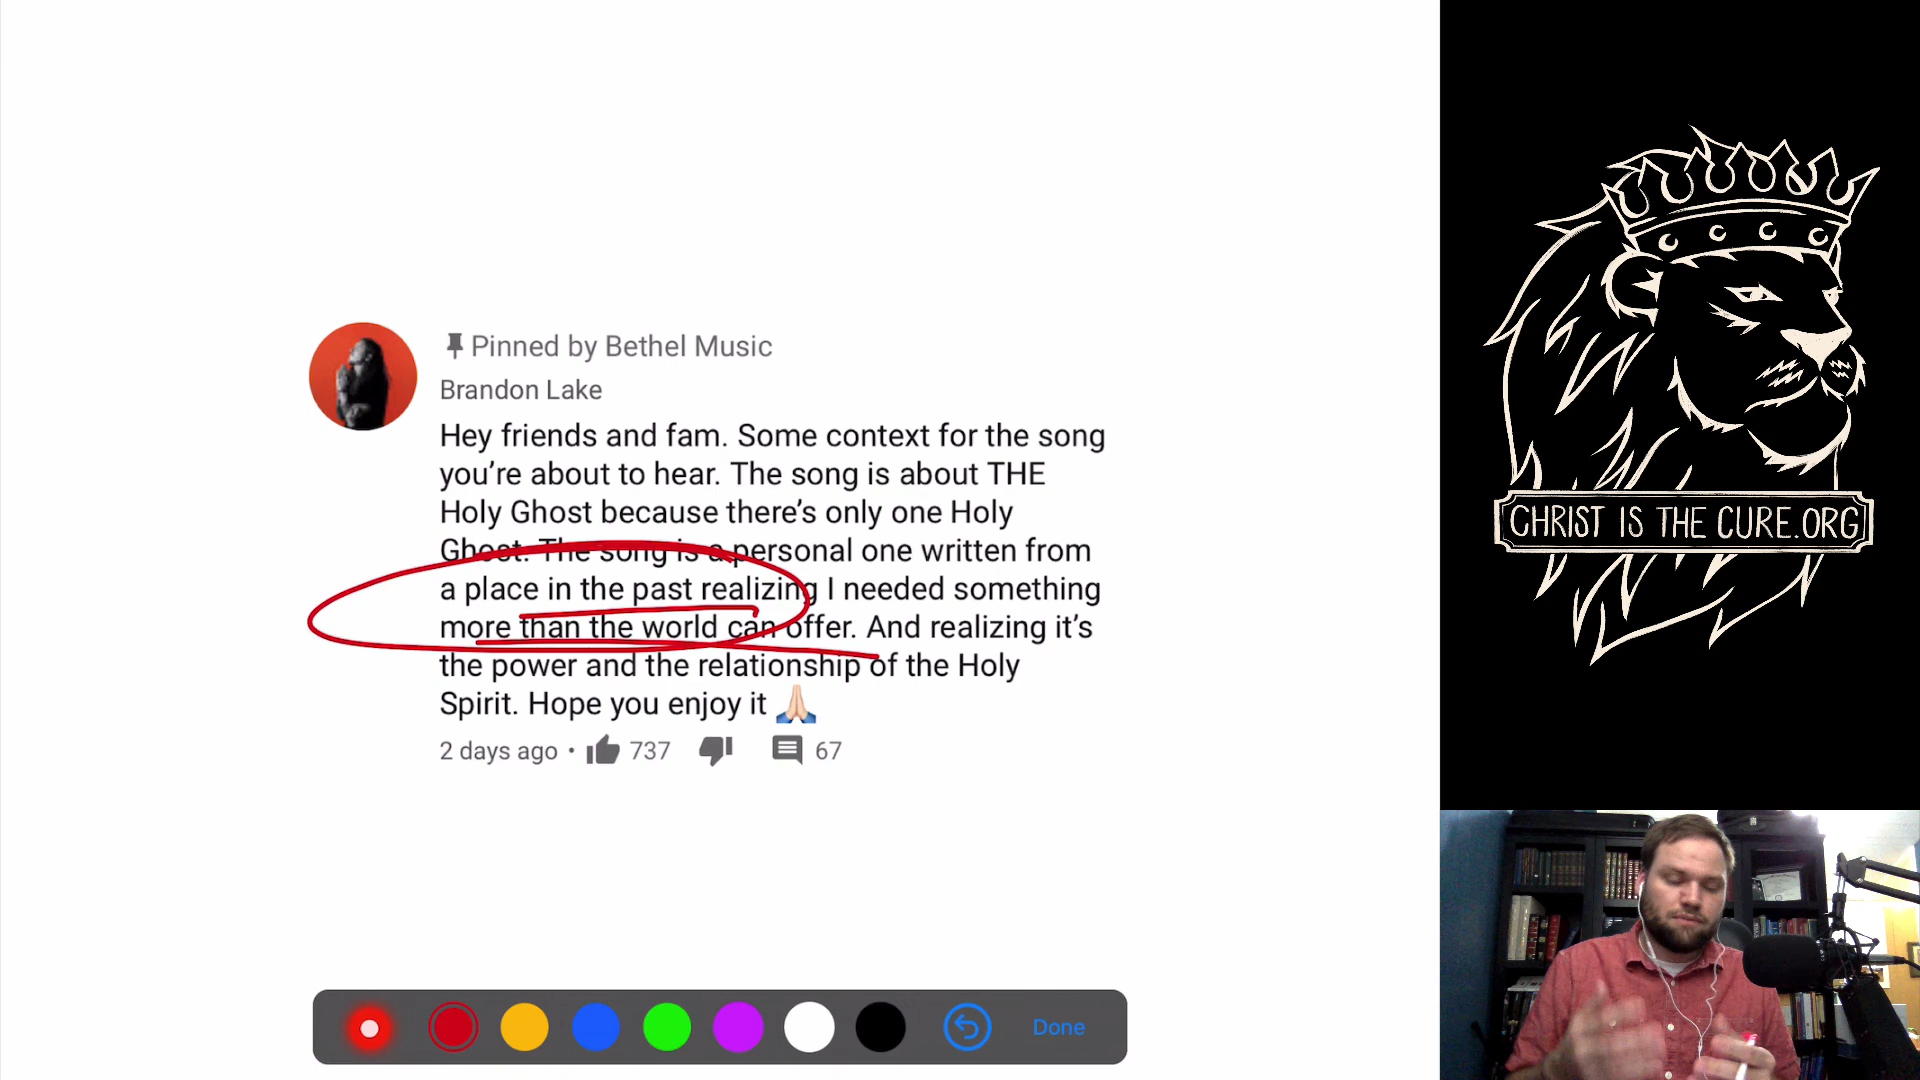 Pinned by Bethel Music
Brandon Lake
Hey friends and fam. Some context for the song
you’re about to hear. The song is about THE
Holy Ghost because there’s only one Holy
Ghost. The song is a personal one written from
a place in the past realizing I needed something
more than the world can offer. And realizing it’s
the power and the relationship of the Holy
Spirit. Hope you enjoy it 🙏🏻
2 days ago • 737 67
Done
CHRIST IS THE CURE.ORG